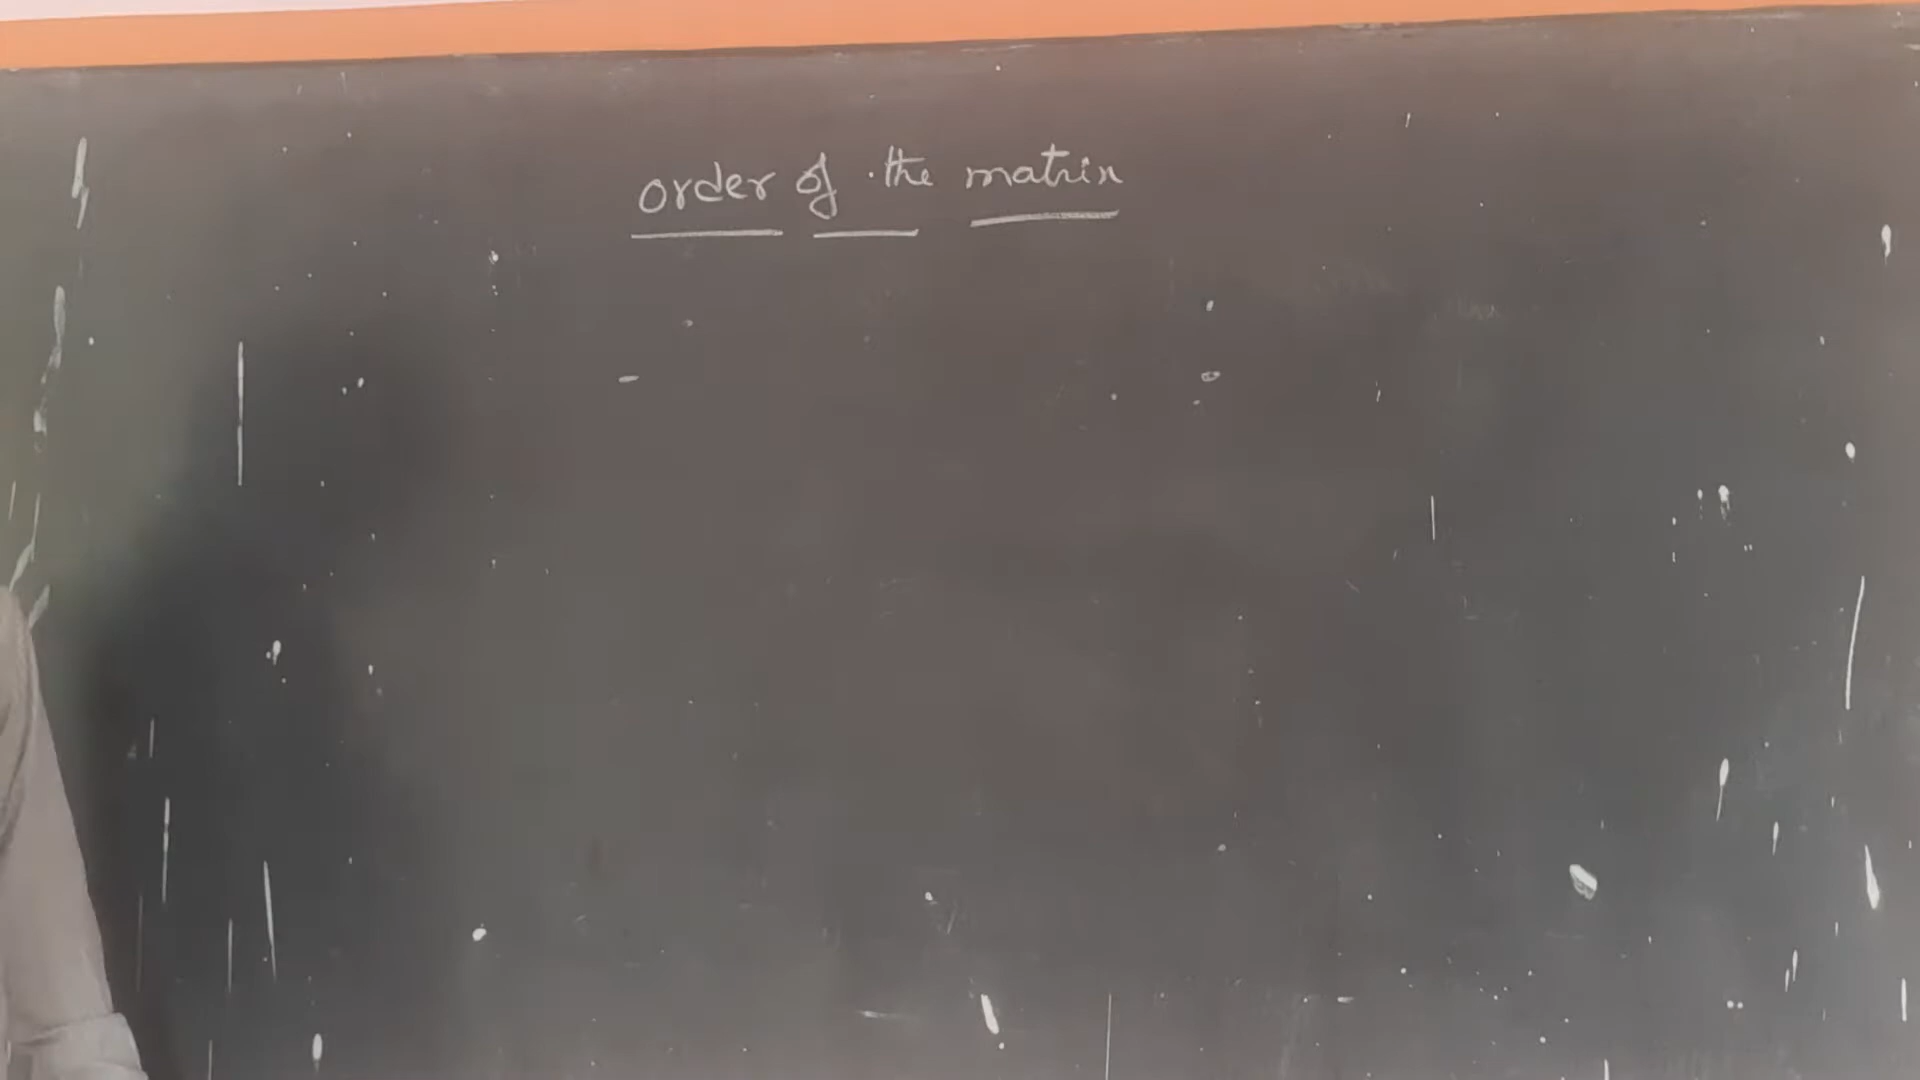 order of the matrix